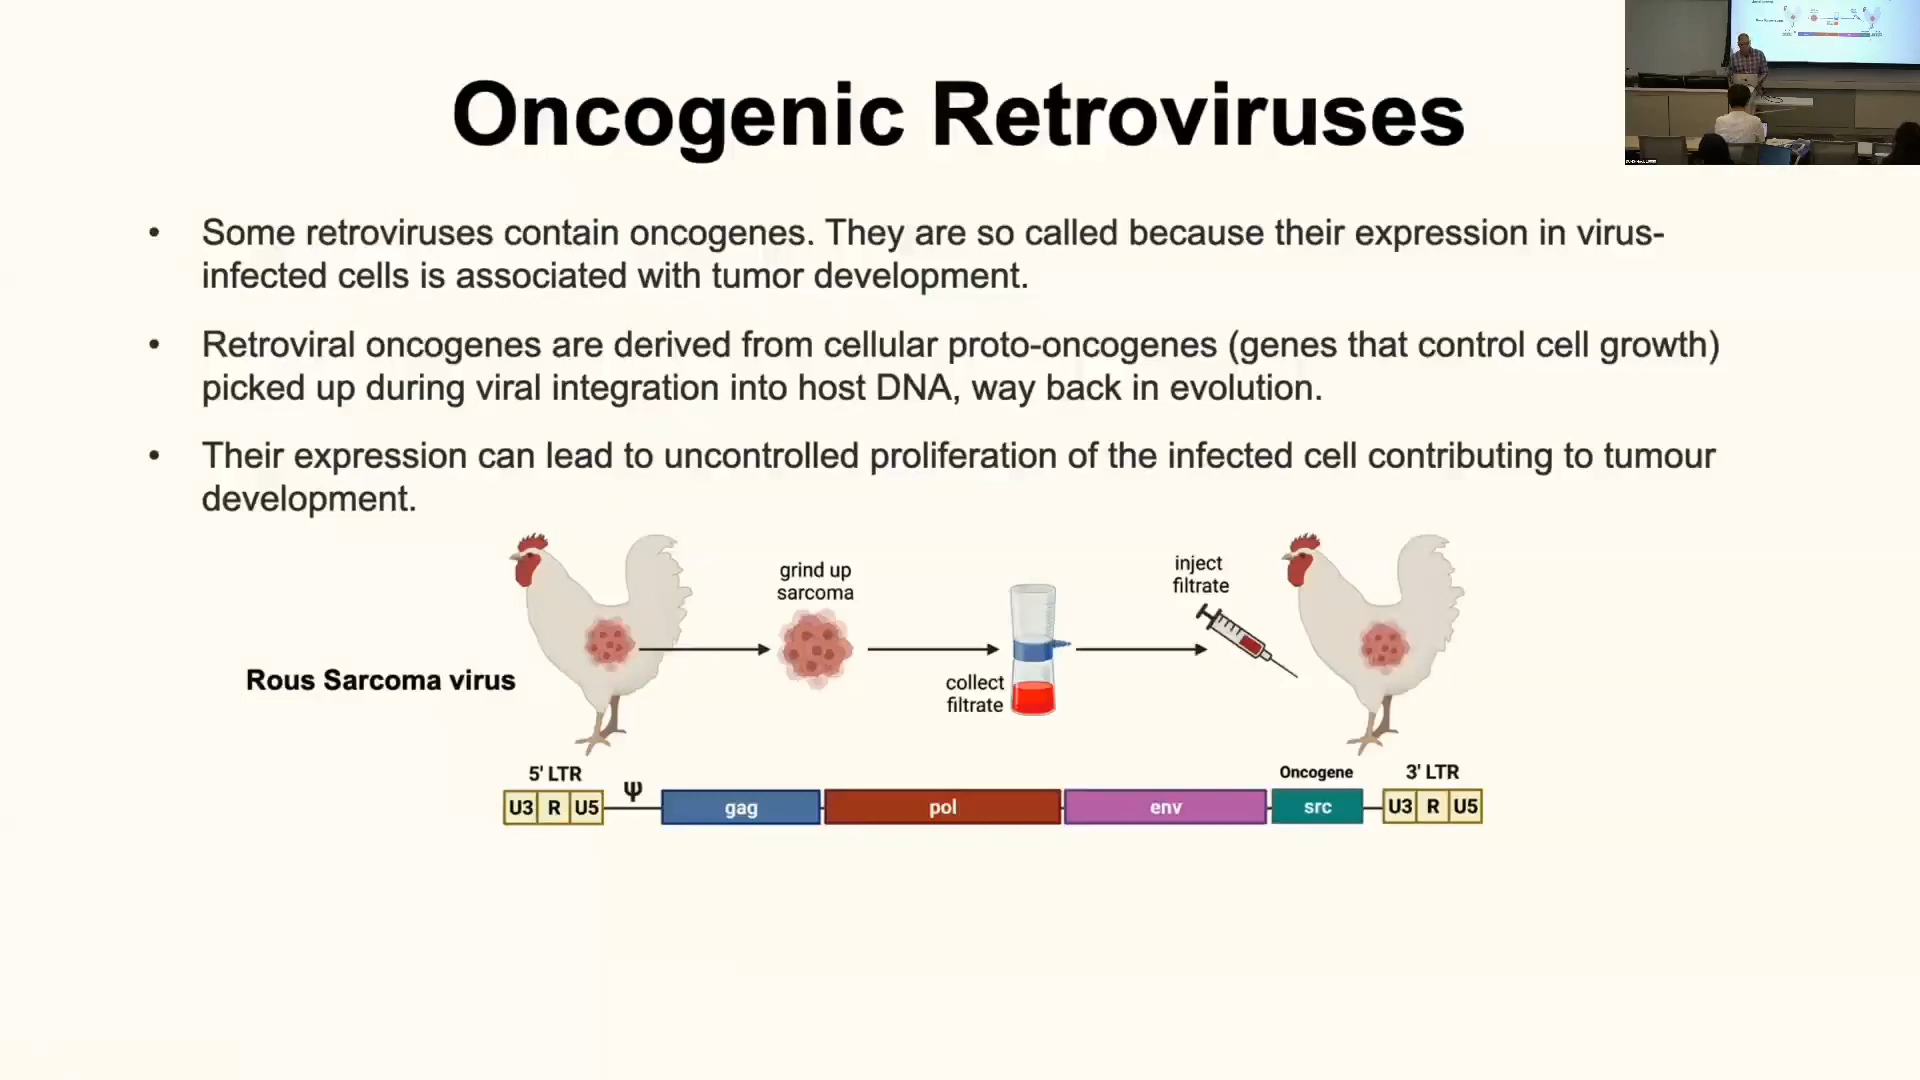 Oncogenic Retroviruses
• Some retroviruses contain oncogenes. They are so called because their expression in virus-
infected cells is associated with tumor development.
• Retroviral oncogenes are derived from cellular proto-oncogenes (genes that control cell growth)
picked up during viral integration into host DNA, way back in evolution.
• Their expression can lead to uncontrolled proliferation of the infected cell contributing to tumour
development.
grind up
sarcoma
inject
filtrate
collect
filtrate
Rous Sarcoma virus
5' LTR
Ψ
Oncogene
3' LTR
U3 R U5
gag
pol
env
src
U3 R U5